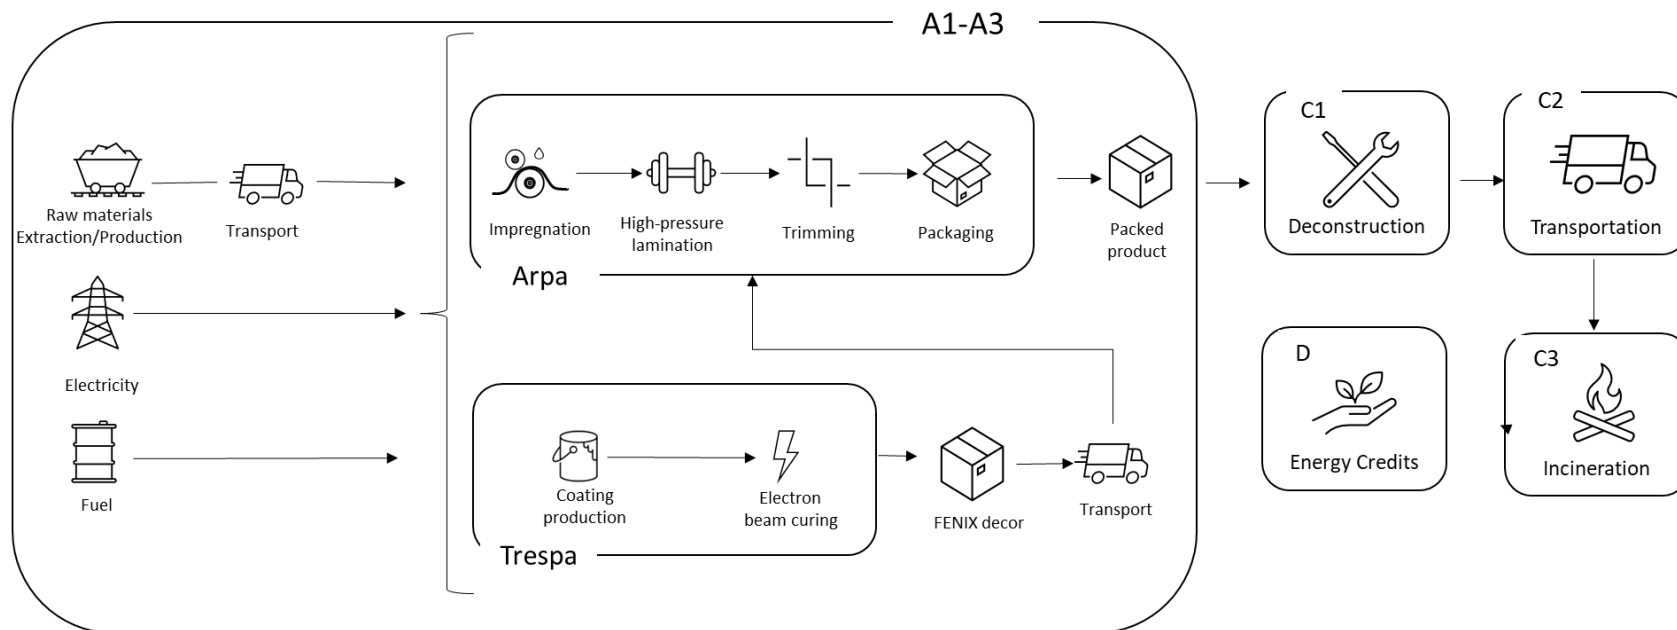 A1-A3
Raw materials
Extraction/Production
Transport
Electricity
Fuel
Impregnation
High-pressure
lamination
Trimming
Packaging
Arpa
Packed
product
Coating
production
Electron
beam curing
Trespa
FENIX decor
Transport
C1
Deconstruction
C2
Transportation
D
Energy Credits
C3
Incineration